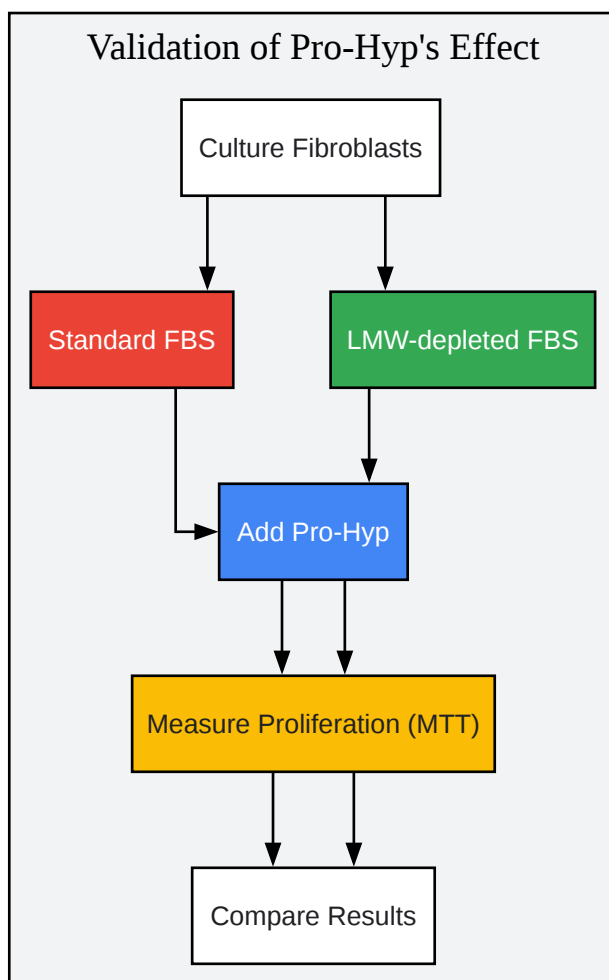 Validation of Pro-Hyp's Effect
Culture Fibroblasts
Standard FBS
LMW-depleted FBS
Add Pro-Hyp
Measure Proliferation (MTT)
Compare Results